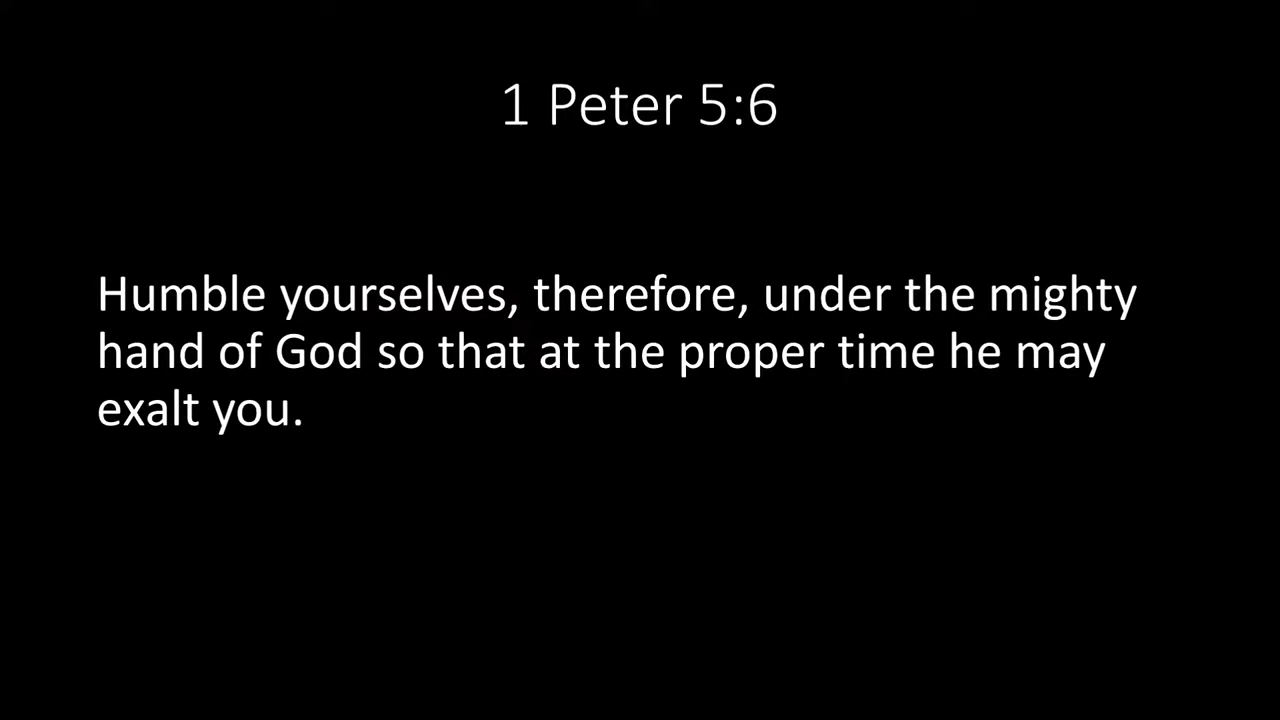 1 Peter 5:6
Humble yourselves, therefore, under the mighty
hand of God so that at the proper time he may
exalt you.